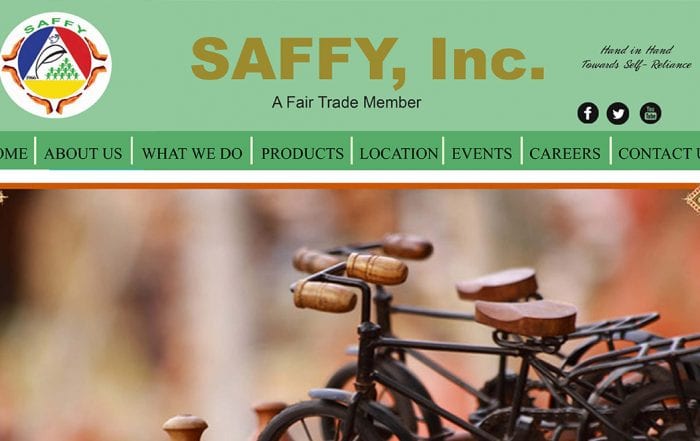 SAFFY
SAFFY, Inc.
A Fair Trade Member
Hand in Hand
Towards Self- Reliance
You
Tube
OME ABOUT US WHAT WE DO PRODUCTS LOCATION EVENTS CAREERS CONTACT U